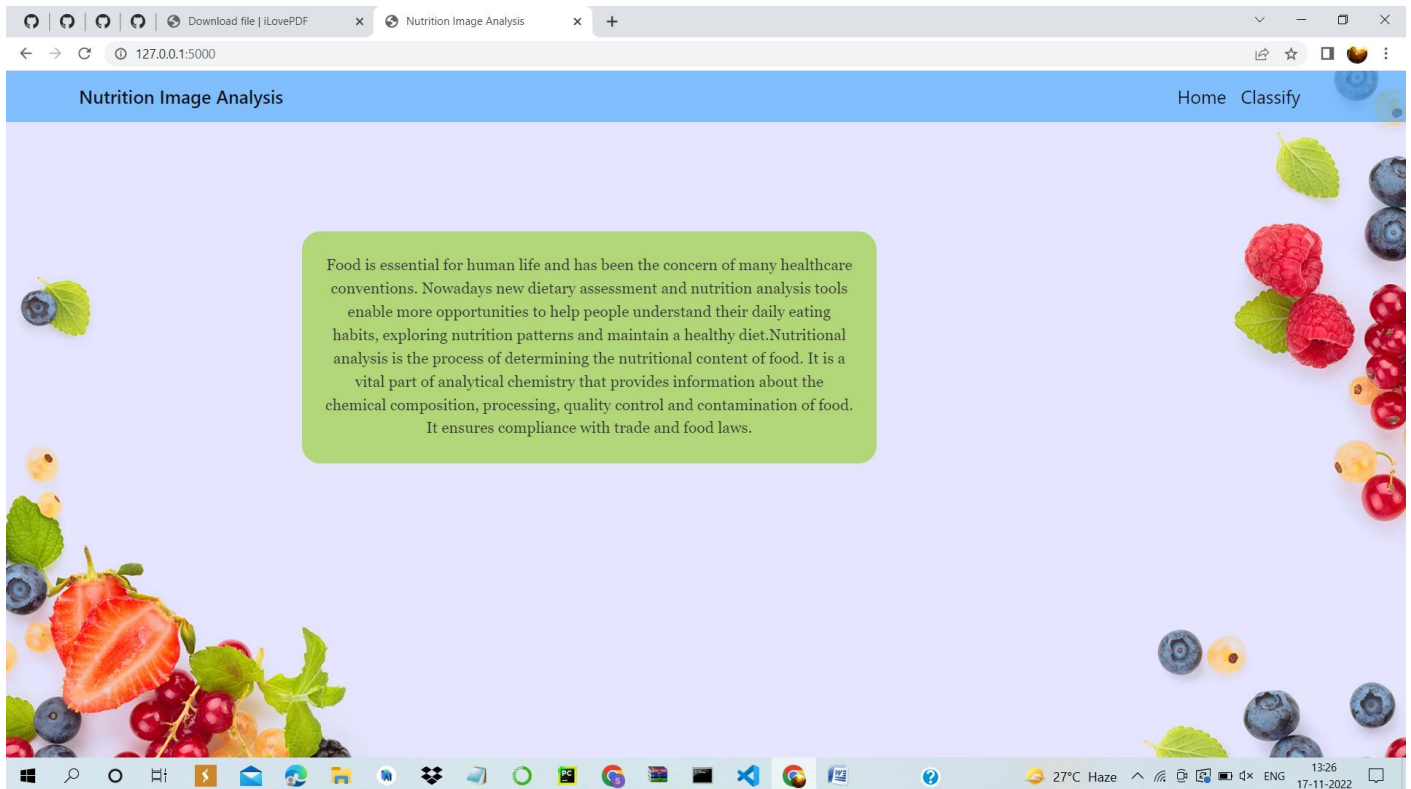 Download file | iLovePDF
Nutrition Image Analysis
127.0.0.1:5000
Nutrition Image Analysis
Home Classify
Food is essential for human life and has been the concern of many healthcare
conventions. Nowadays new dietary assessment and nutrition analysis tools
enable more opportunities to help people understand their daily eating
habits, exploring nutrition patterns and maintain a healthy diet.Nutritional
analysis is the process of determining the nutritional content of food. It is a
vital part of analytical chemistry that provides information about the
chemical composition, processing, quality control and contamination of food.
It ensures compliance with trade and food laws.
PC
27°C Haze
ENG
13:26
17-11-2022